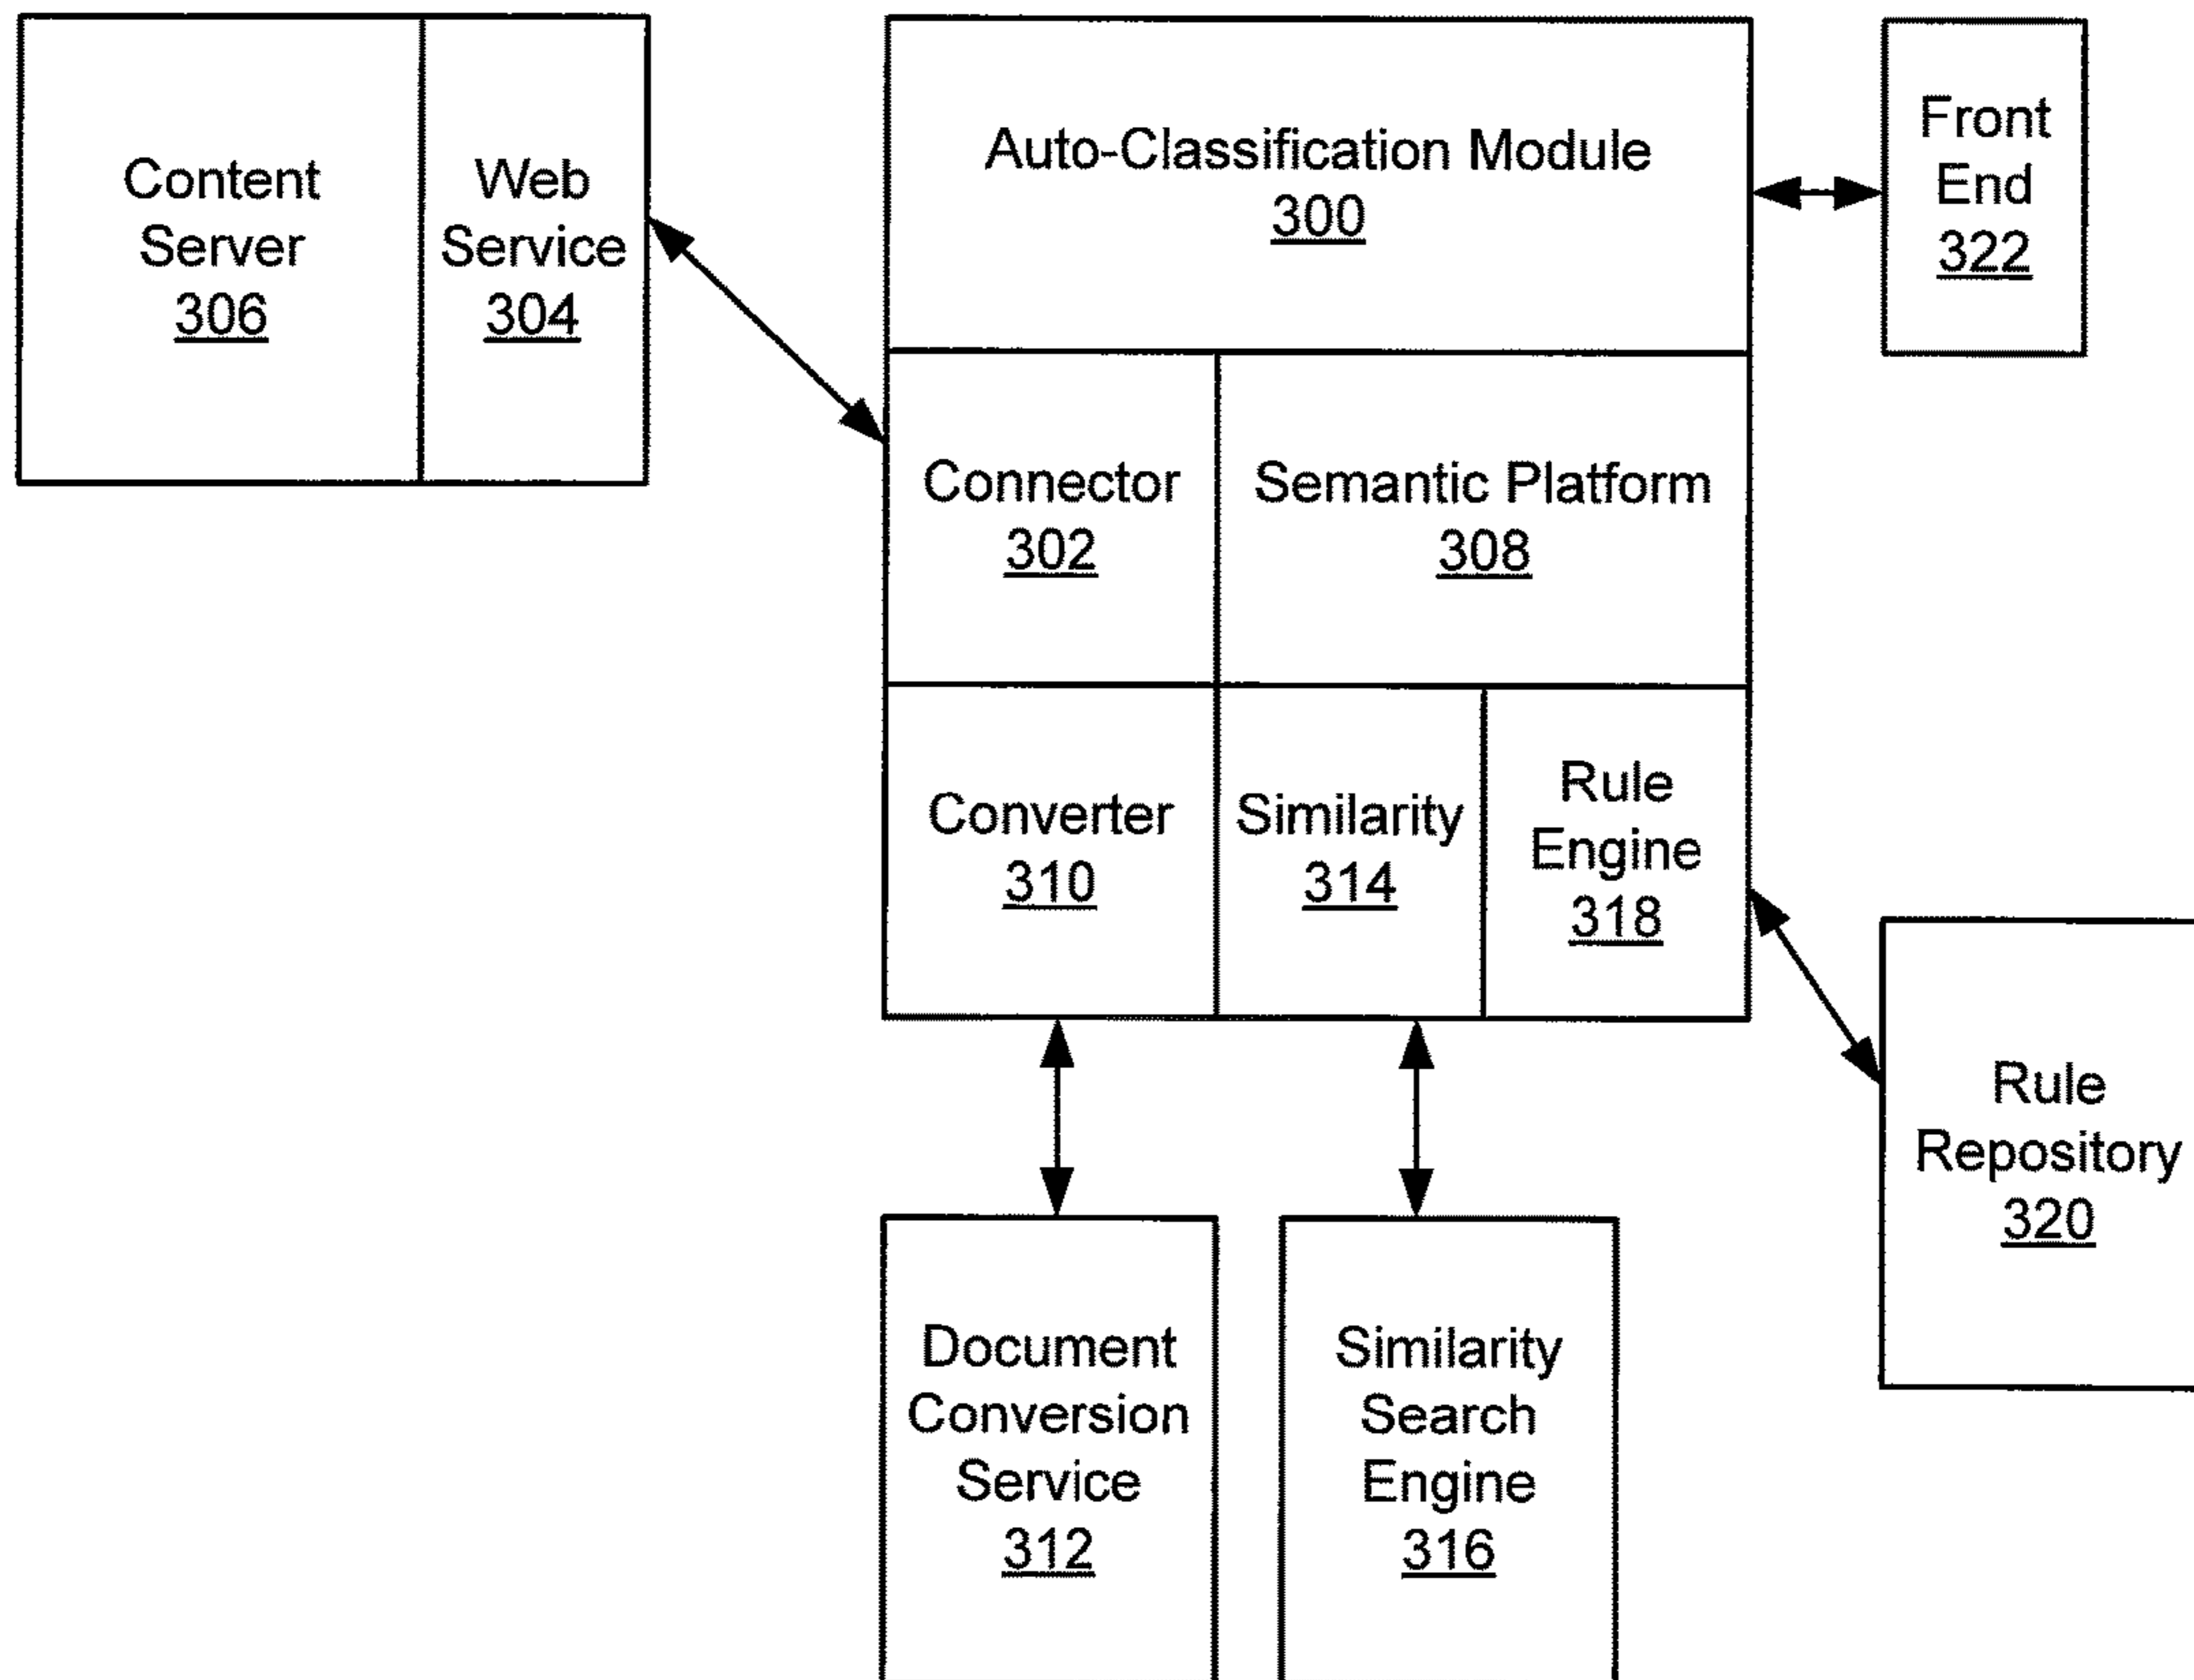 Content
Server
306
Web
Service
304
Auto-Classification Module
300
Front
End
322
Connector
302
Semantic Platform
308
Converter
310
Similarity
314
Rule
Engine
318
Rule
Repository
320
Document
Conversion
Service
312
Similarity
Search
Engine
316